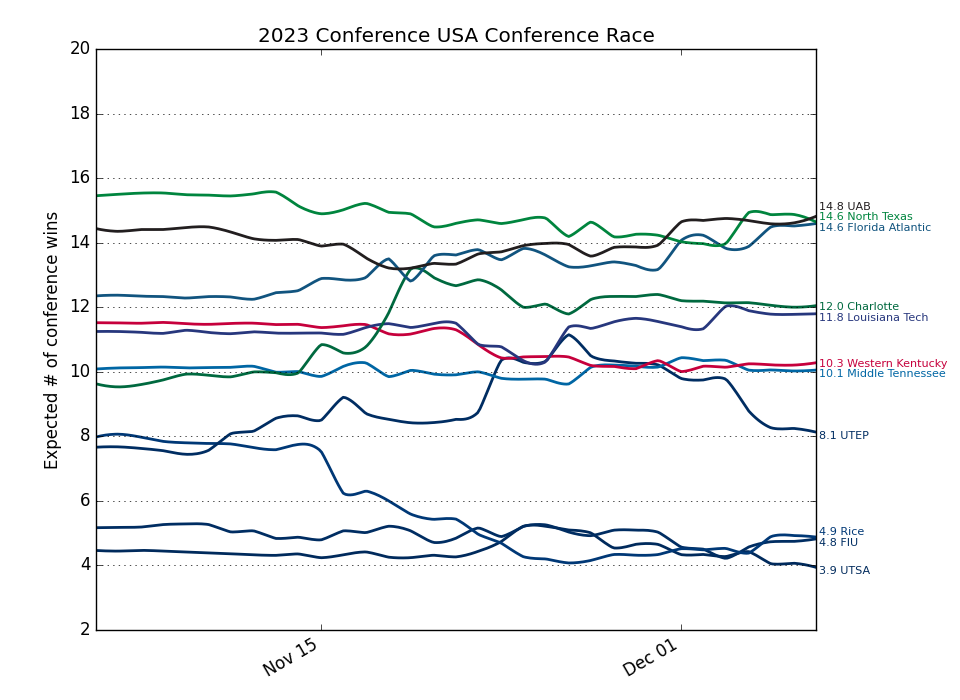 2023 Conference USA Conference Race
Expected # of conference wins
20
18
16
14
12
10
8
6
4
2
Nov 15
Dec 01
14.8 UAB
14.6 North Texas
14.6 Florida Atlantic
12.0 Charlotte
11.8 Louisiana Tech
10.3 Western Kentucky
10.1 Middle Tennessee
8.1 UTEP
4.9 Rice
4.8 FIU
3.9 UTSA